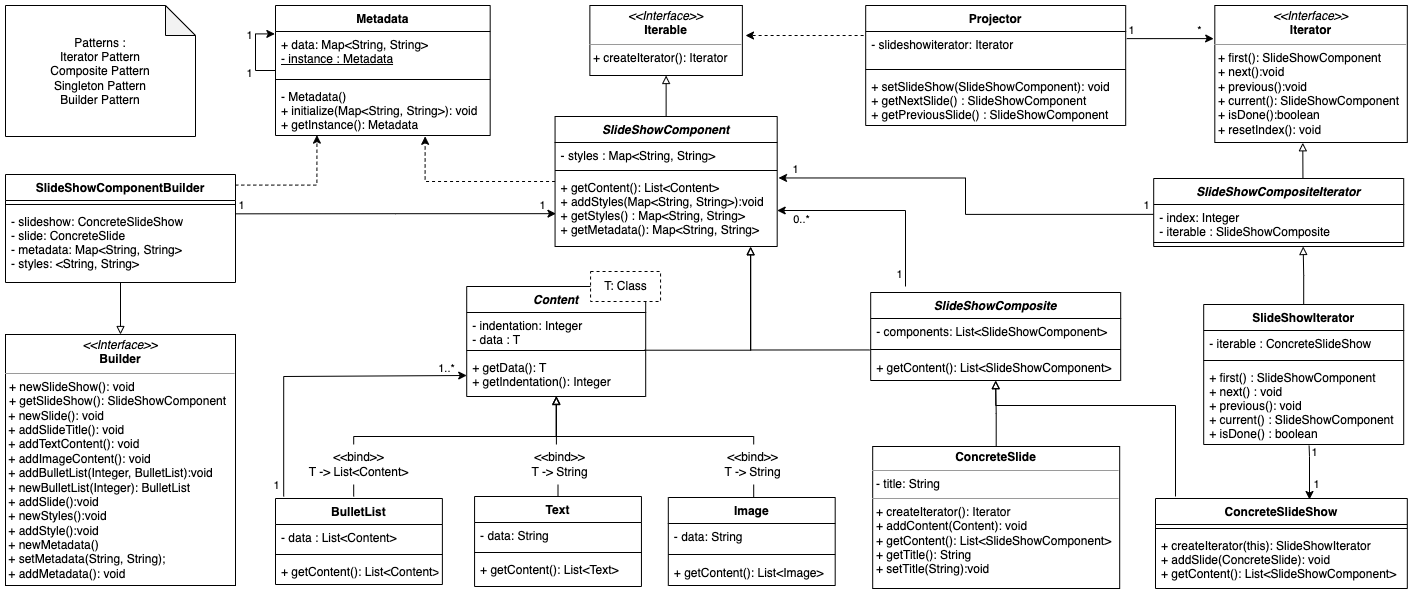 Patterns :
Iterator Pattern
Composite Pattern
Singleton Pattern
Builder Pattern
Metadata
+ data: Map<String, String>
- instance : Metadata
- Metadata()
+ initialize(Map<String, String>): void
+ getInstance(): Metadata
1
1
<<Interface>>
Iterable
+ createIterator(): Iterator
Projector
- slideshowiterator: Iterator
+ setSlideShow(SlideShowComponent): void
+ getNextSlide() : SlideShowComponent
+ getPreviousSlide() : SlideShowComponent
1
*
<<Interface>>
Iterator
+ first(): SlideShowComponent
+ next():void
+ previous():void
+ current(): SlideShowComponent
+ isDone():boolean
+ resetIndex(): void
SlideShowComponent
- styles : Map<String, String>
+ getContent(): List<Content>
+ addStyles(Map<String, String>):void
+ getStyles() : Map<String, String>
+ getMetadata(): Map<String, String>
SlideShowComponentBuilder
- slideshow: ConcreteSlideShow
- slide: ConcreteSlide
- metadata: Map<String, String>
- styles: <String, String>
1
1
1
1
0..*
1
SlideShowCompositeIterator
- index: Integer
- iterable : SlideShowComposite
T: Class
Content
- indentation: Integer
- data : T
+ getData(): T
+ getIndentation(): Integer
SlideShowComposite
- components: List<SlideShowComponent>
+ getContent(): List<SlideShowComponent>
SlideShowIterator
- iterable : ConcreteSlideShow
+ first() : SlideShowComponent
+ next() : void
+ previous(): void
+ current() : SlideShowComponent
+ isDone() : boolean
1
1
<<Interface>>
Builder
+ newSlideShow(): void
+ getSlideShow(): SlideShowComponent
+ newSlide(): void
+ addSlideTitle(): void
+ addTextContent(): void
+ addImageContent(): void
+ addBulletList(Integer, BulletList):void
+ newBulletList(Integer): BulletList
+ addSlide():void
+ newStyles():void
+ addStyle():void
+ newMetadata()
+ setMetadata(String, String);
+ addMetadata(): void
1..*
1
<<bind>>
T -> List<Content>
<<bind>>
T -> String
<<bind>>
T -> String
BulletList
- data : List<Content>
+ getContent(): List<Content>
Text
- data: String
+ getContent(): List<Text>
Image
- data: String
+ getContent(): List<Image>
ConcreteSlide
- title: String
+ createIterator(): Iterator
+ addContent(Content): void
+ getContent(): List<SlideShowComponent>
+ getTitle(): String
+ setTitle(String):void
ConcreteSlideShow
+ createIterator(this): SlideShowIterator
+ addSlide(ConcreteSlide): void
+ getContent(): List<SlideShowComponent>